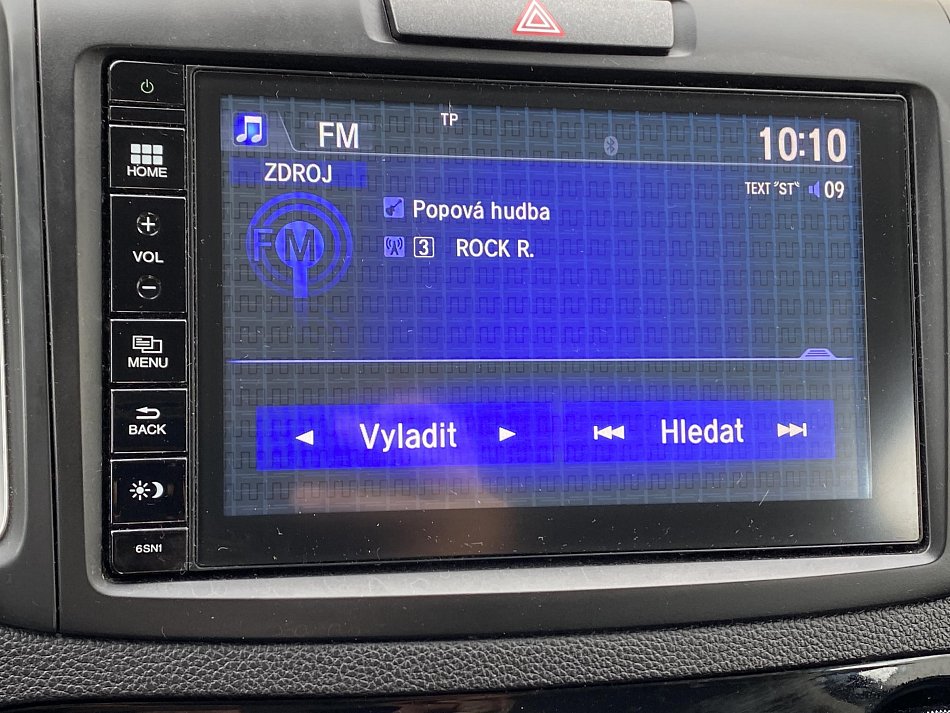 HOME
VOL
MENU
BACK
6SN1
FM
TP
10:10
ZDROJ
TEXT "ST" 09
FM
Popová hudba
3 ROCK R.
Vyladit
Hledat